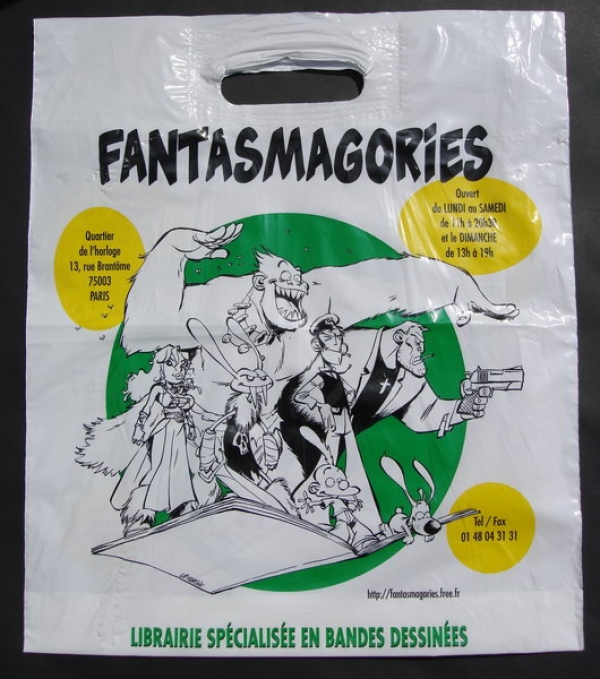 FANTASMAGORiES
Ouvert
du LUNDI au SAMEDI
de 11h à 20h30
et le DIMANCHE
de 13h à 19h
Quartier
de l'horloge
13, rue Brantôme
75003
PARIS
Tel / Fax
01 48 04 31 31
http://fantasmagories.free.fr
LIBRAIRIE SPÉCIALISÉE EN BANDES DESSINÉES